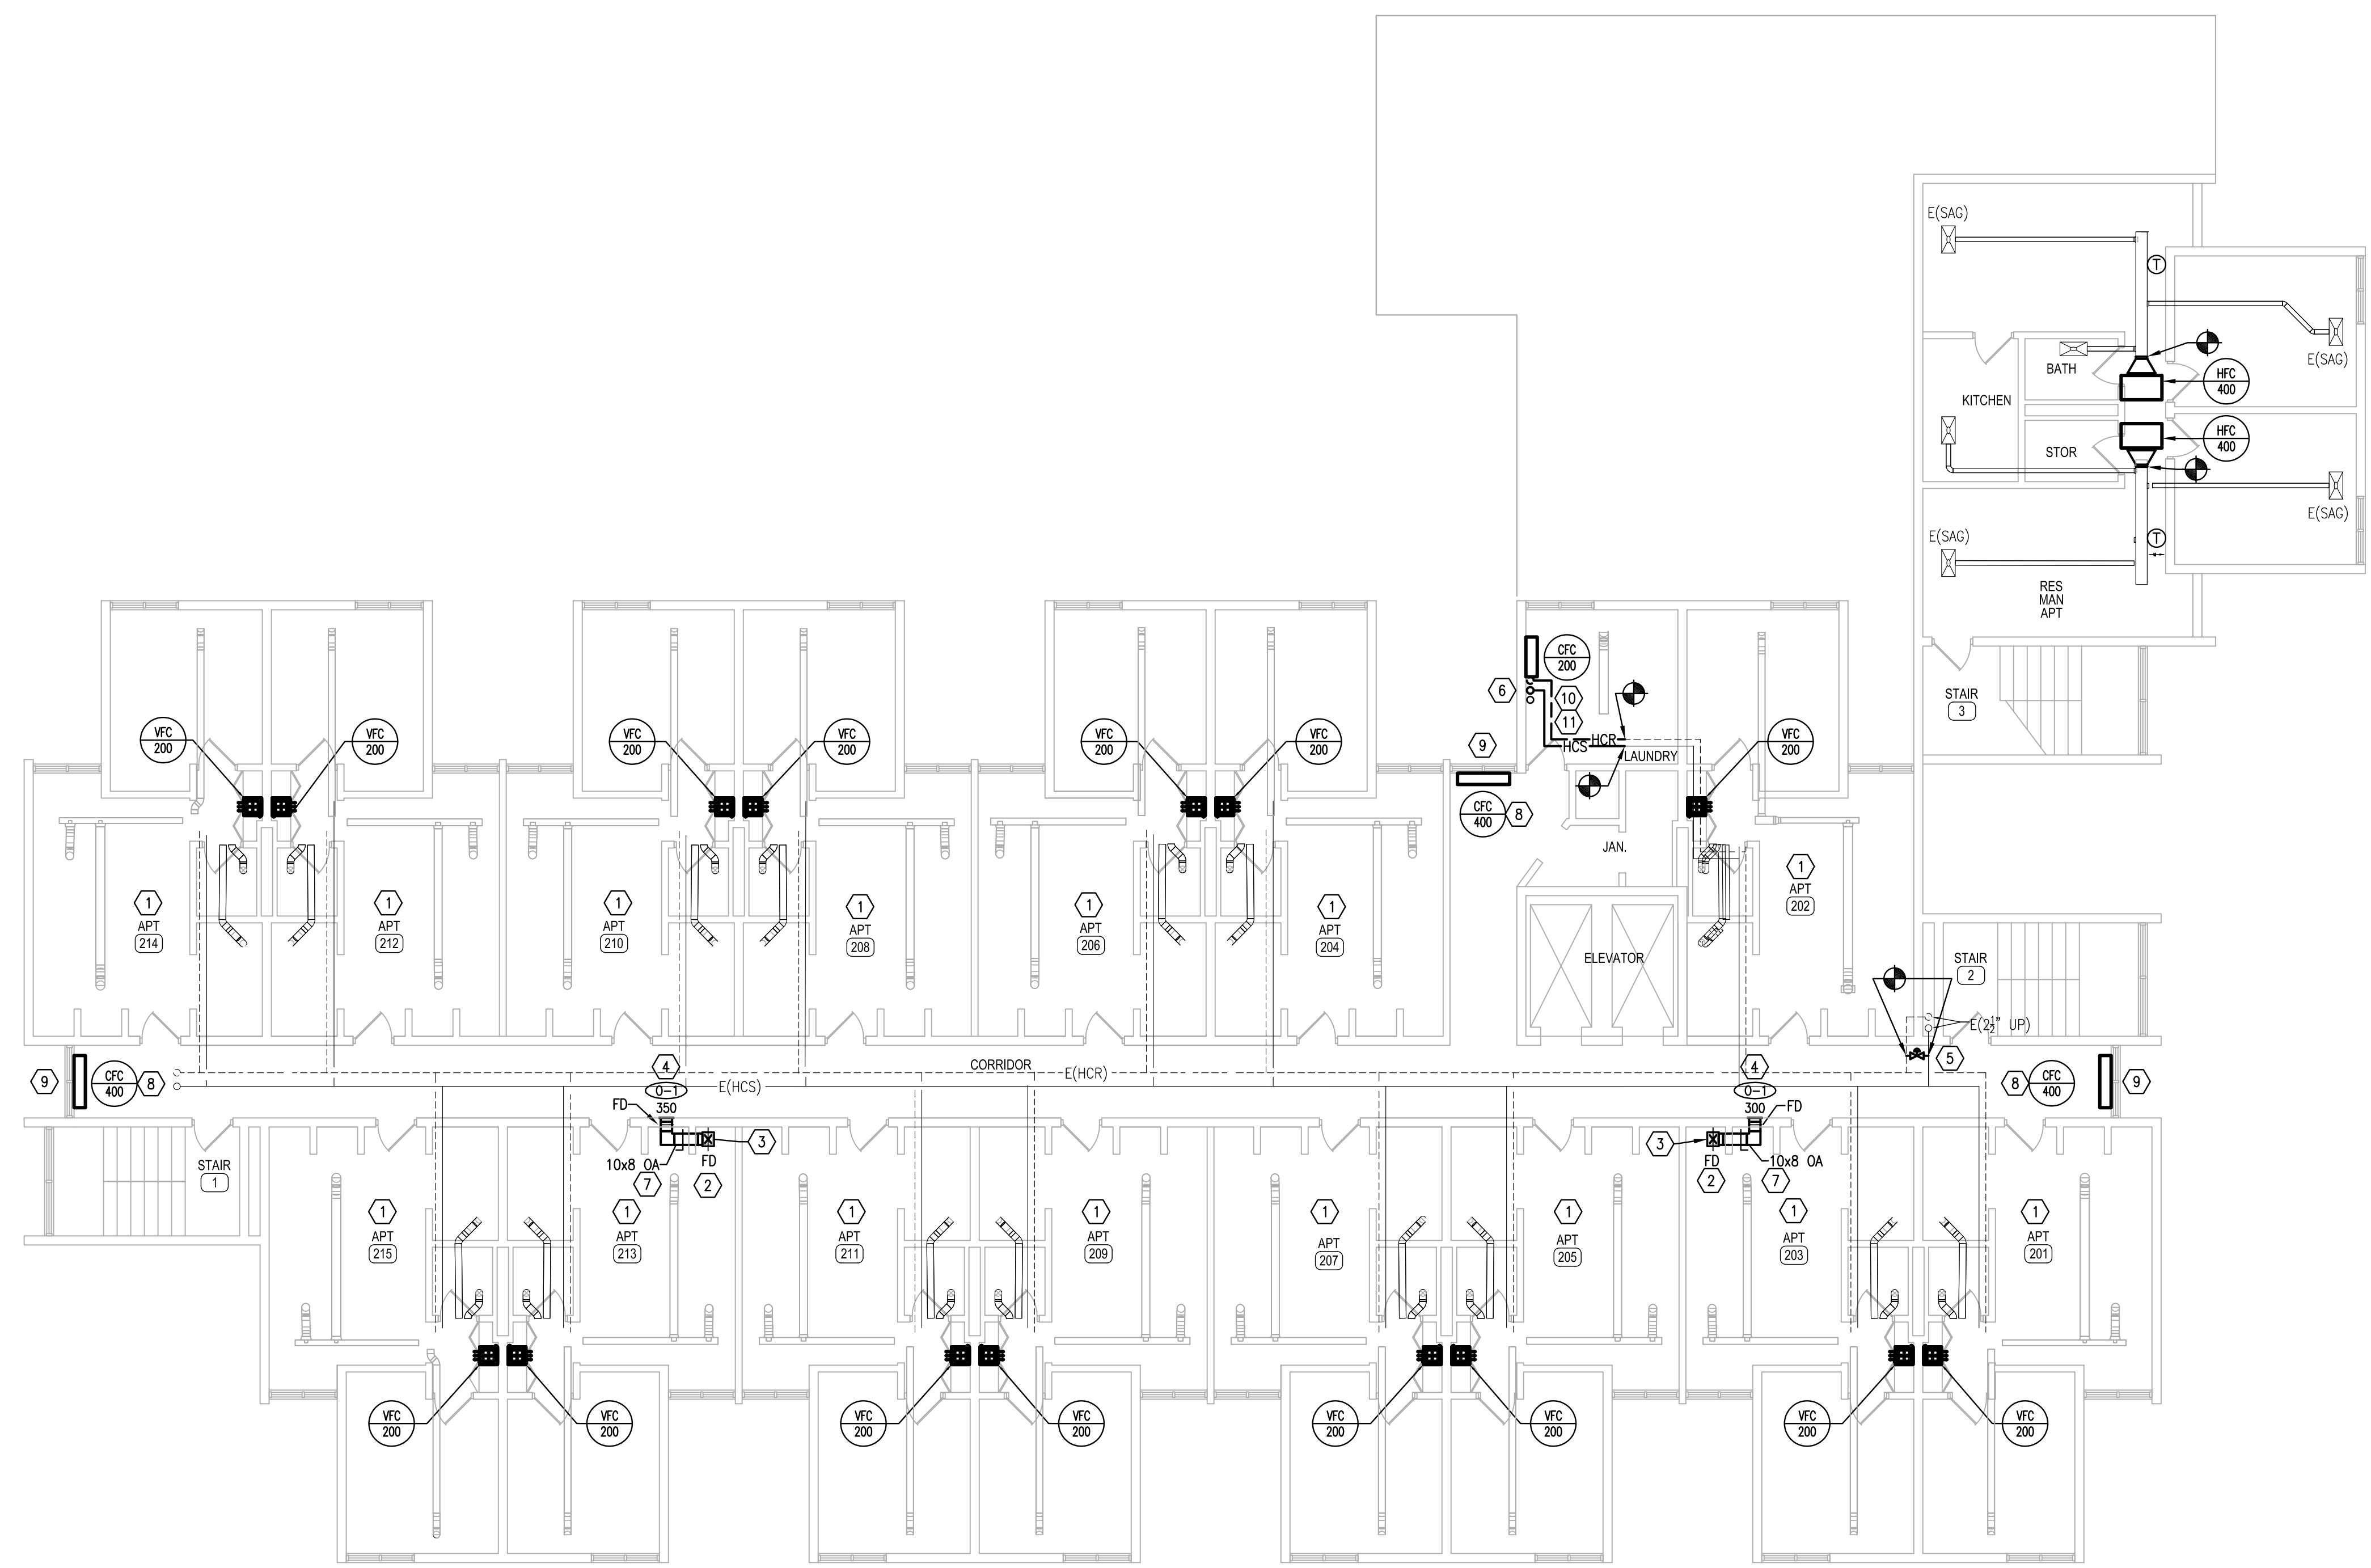 E(SAG)
T
E(SAG)
BATH
HFC
400
KITCHEN
HFC
400
STOR
E(SAG)
E(SAG)
T
RES
MAN
APT
CFC
200
6
10
11
STAIR
3
VFC
200
VFC
200
VFC
200
VFC
200
VFC
200
VFC
200
VFC
200
HCR
HCS
LAUNDRY
9
CFC
400
8
JAN.
1
APT
214
1
APT
212
1
APT
210
1
APT
208
1
APT
206
1
APT
204
1
APT
202
ELEVATOR
STAIR
2
E(2½" UP)
5
9
CFC
400
8
4
0-1
350
FD
CORRIDOR
E(HCR)
E(HCS)
4
0-1
300
FD
8
CFC
400
9
10x8 OA
FD
3
7
2
3
FD
10x8 OA
2
7
STAIR
1
1
APT
215
1
APT
213
1
APT
211
1
APT
209
1
APT
207
1
APT
205
1
APT
203
1
APT
201
VFC
200
VFC
200
VFC
200
VFC
200
VFC
200
VFC
200
VFC
200
VFC
200